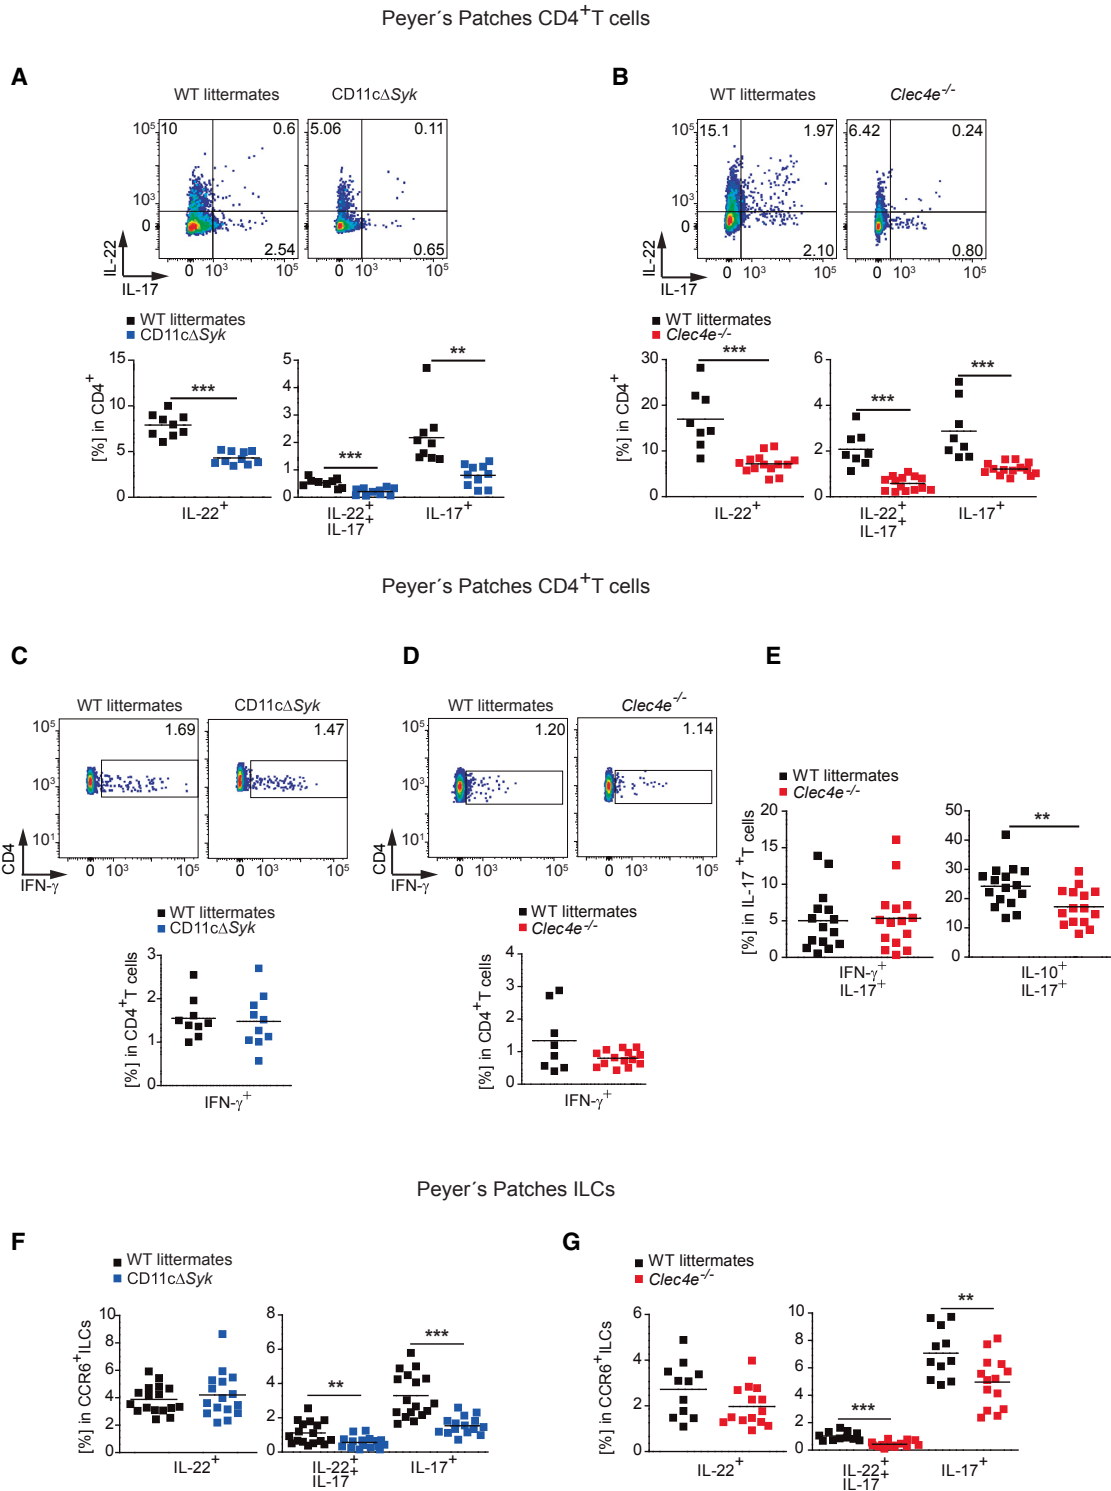 Peyer´s Patches CD4+T cells
A
B
WT littermates
CD11cΔSyk
WT littermates
Clec4e-/-
10
0.6
5.06
0.11
2.54
0.65
10^5
10^3
0
0 10^3 10^5
0 10^3 10^5
IL-22
IL-17
15.1
1.97
6.42
0.24
2.10
0.80
10^5
10^3
0
0 10^3 10^5
0 10^3 10^5
IL-22
IL-17
WT littermates
CD11cΔSyk
WT littermates
Clec4e-/-
[%] in CD4+
15
10
5
0
***
IL-22+
5
4
3
2
1
0
***
**
IL-22+
IL-17+
IL-17+
[%] in CD4+
30
20
10
0
***
IL-22+
6
4
2
0
***
***
IL-22+
IL-17+
IL-17+
Peyer´s Patches CD4+T cells
C
D
E
WT littermates
CD11cΔSyk
1.69
1.47
10^5
10^3
10^1
0 10^3 10^5
0 10^3 10^5
CD4
IFN-γ
WT littermates
Clec4e-/-
1.20
1.14
10^5
10^3
10^1
0 10^3 10^5
0 10^3 10^5
CD4
IFN-γ
WT littermates
CD11cΔSyk
[%] in CD4+T cells
3
2
1
0
IFN-γ+
WT littermates
Clec4e-/-
[%] in CD4+T cells
4
3
2
1
0
IFN-γ+
WT littermates
Clec4e-/-
[%] in IL-17+T cells
20
15
10
5
0
IFN-γ+
IL-17+
50
40
30
20
10
0
**
IL-10+
IL-17+
Peyer´s Patches ILCs
F
G
WT littermates
CD11cΔSyk
[%] in CCR6+ILCs
10
8
6
4
2
0
IL-22+
8
6
4
2
0
**
***
IL-22+
IL-17+
IL-17+
WT littermates
Clec4e-/-
[%] in CCR6+ILCs
6
4
2
0
IL-22+
10
8
6
4
2
0
***
**
IL-22+
IL-17+
IL-17+